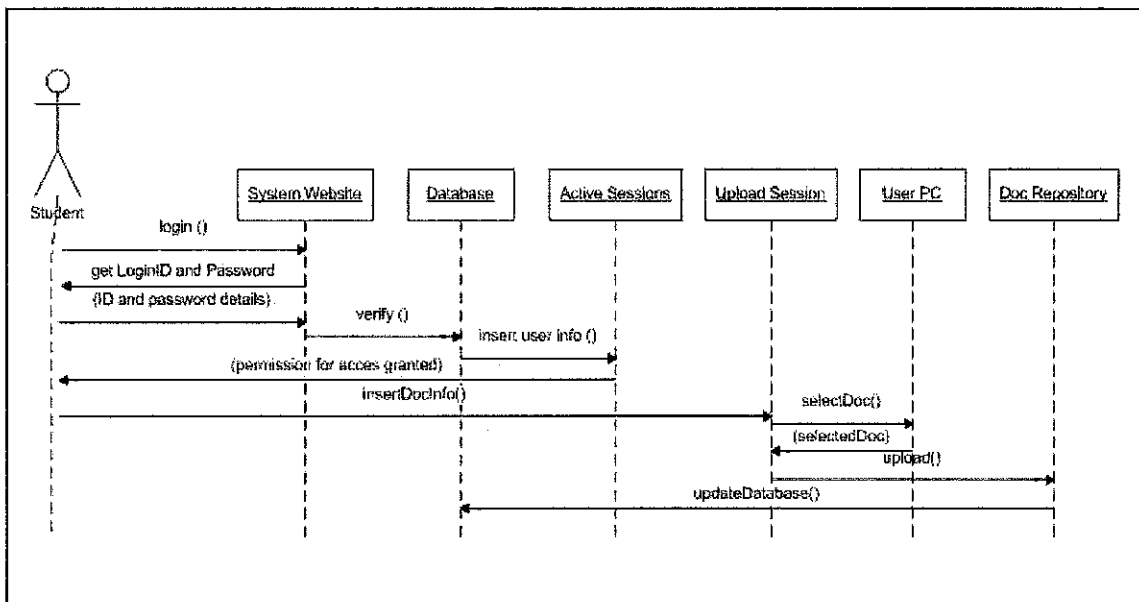 System Website
Database
Active Sessions
Upload Session
User PC
Doc Repository
Student
login ()
get LoginID and Password
(ID and password details)
verify ()
insert user info ()
(permission for acces granted)
insertDocInfo()
selectDoc()
(selectedDoc)
upload()
updateDatabase()